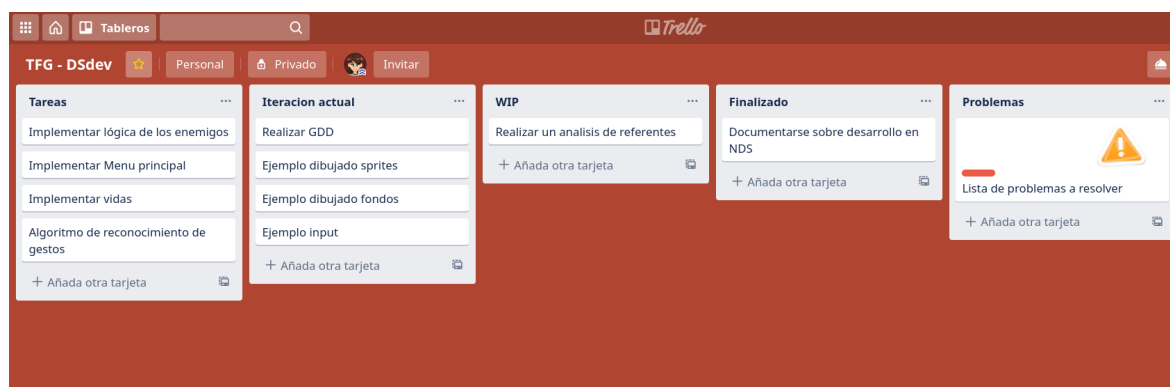 Tableros
Trello
TFG - DSdev
Personal
Privado
Invitar
Tareas
Implementar lógica de los enemigos
Implementar Menu principal
Implementar vidas
Algoritmo de reconocimiento de
gestos
+ Añada otra tarjeta
Iteracion actual
Realizar GDD
Ejemplo dibujado sprites
Ejemplo dibujado fondos
Ejemplo input
+ Añada otra tarjeta
WIP
Realizar un analisis de referentes
+ Añada otra tarjeta
Finalizado
Documentarse sobre desarrollo en
NDS
+ Añada otra tarjeta
Problemas
Lista de problemas a resolver
+ Añada otra tarjeta